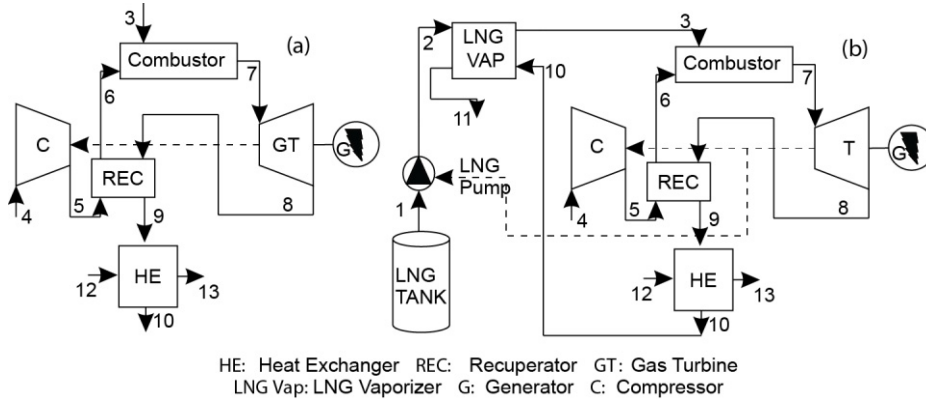 3
(a)
Combustor
7
6
C
GT
G
REC
4
5
9
8
12
HE
13
10
2
LNG
VAP
3
10
11
(b)
Combustor
7
6
C
T
G
LNG
Pump
REC
1
4
5
9
8
LNG
TANK
12
HE
13
10
HE: Heat Exchanger REC: Recuperator GT: Gas Turbine
LNG Vap: LNG Vaporizer G: Generator C: Compressor